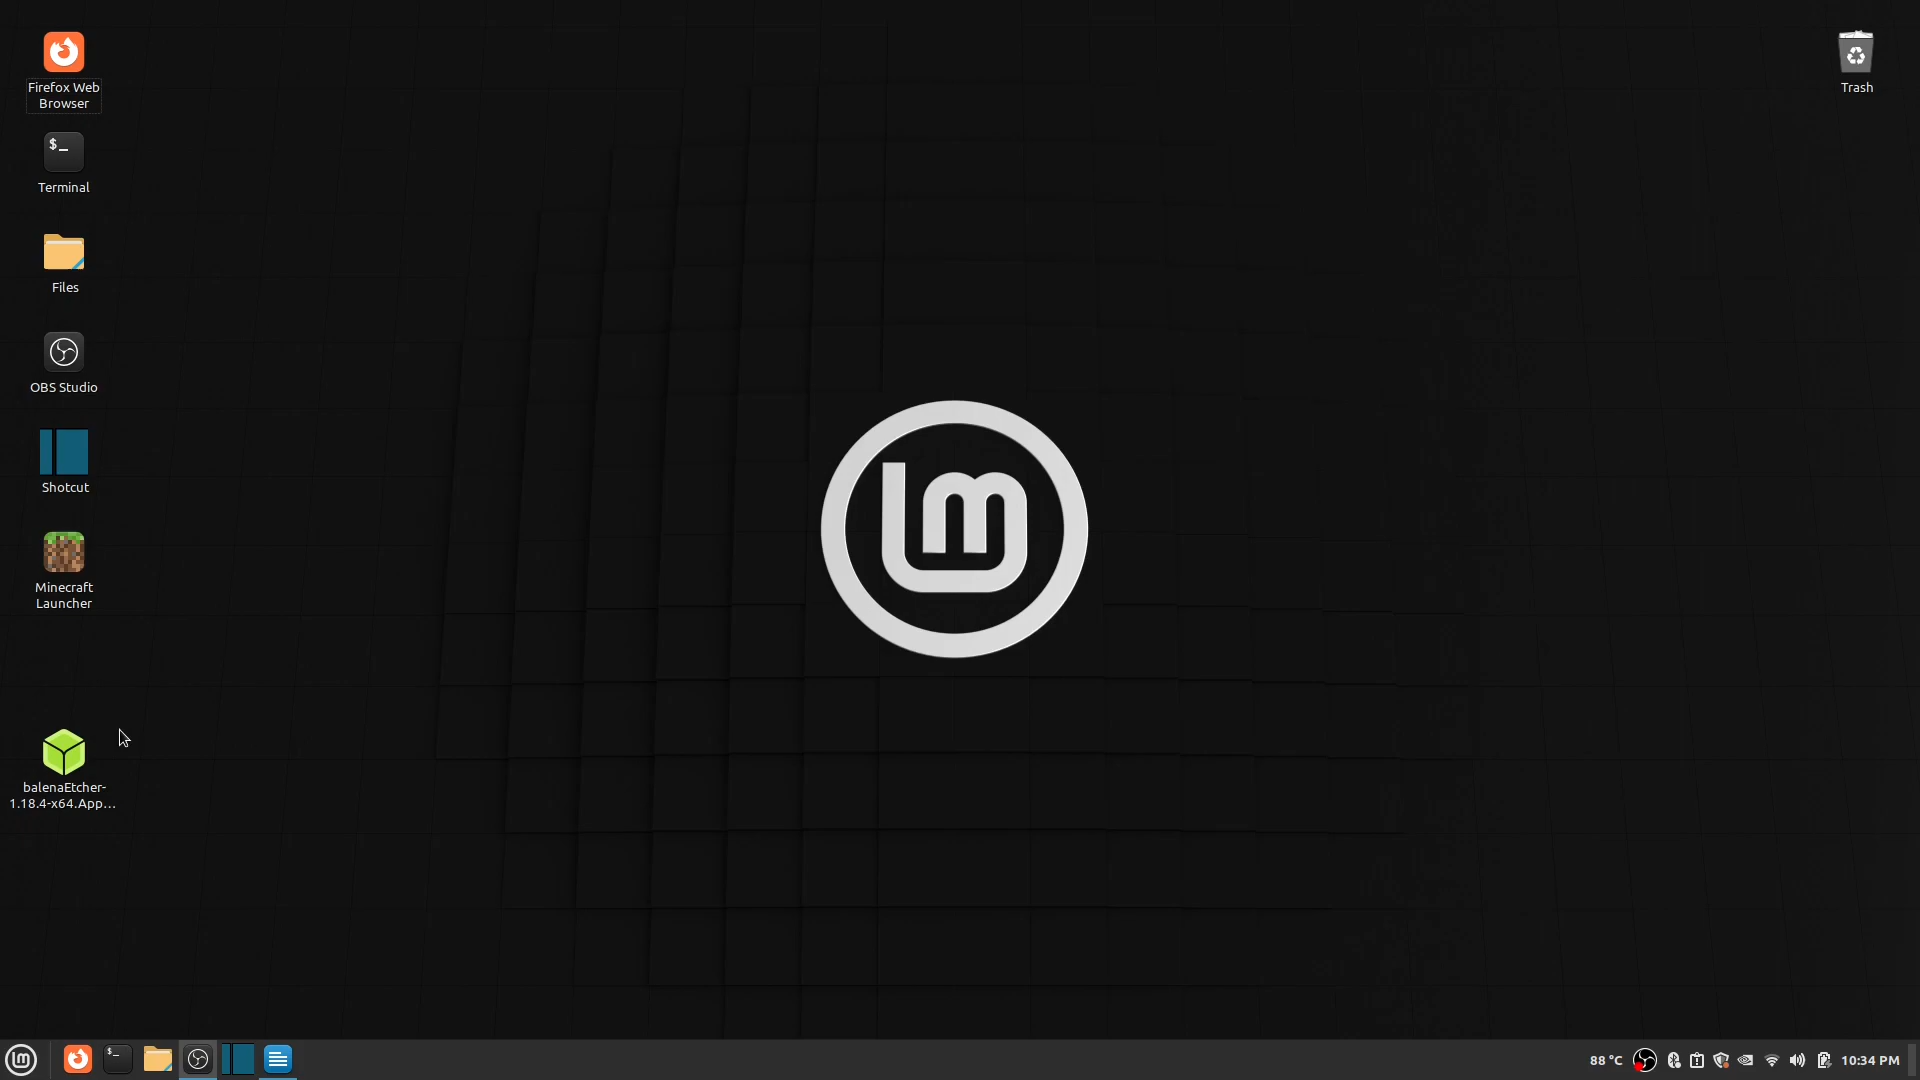 Firefox Web
Browser
Trash
$_
Terminal
Files
OBS Studio
Shotcut
Minecraft
Launcher
lm
balenaEtcher-
1.18.4-x64.App...
88 °C
10:34 PM